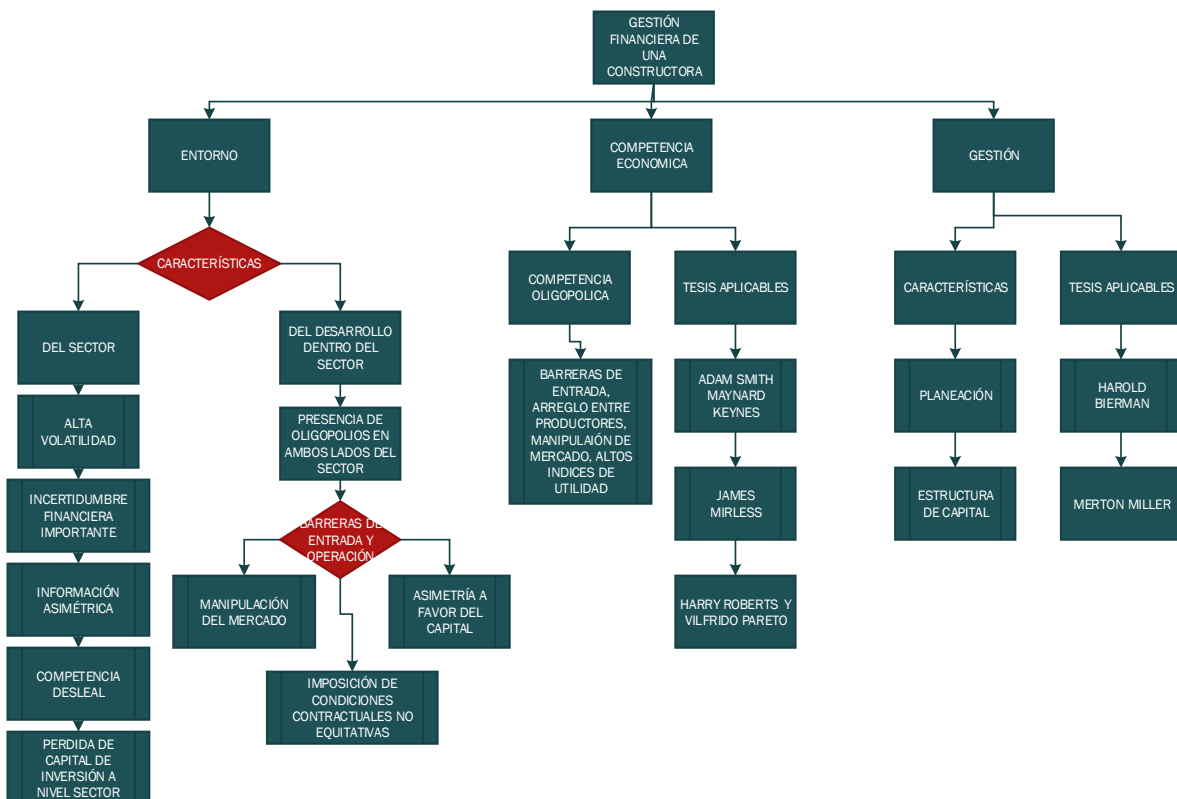 GESTIÓN
FINANCIERA DE
UNA
CONSTRUCTORA
ENTORNO
COMPETENCIA
ECONOMICA
GESTIÓN
CARACTERÍSTICAS
DEL SECTOR
ALTA
VOLATILIDAD
INCERTIDUMBRE
FINANCIERA
IMPORTANTE
INFORMACIÓN
ASIMÉTRICA
COMPETENCIA
DESLEAL
PERDIDA DE
CAPITAL DE
INVERSIÓN A
NIVEL SECTOR
DEL DESARROLLO
DENTRO DEL
SECTOR
PRESENCIA DE
OLIGOPOLIOS EN
AMBOS LADOS DEL
SECTOR
BARRERAS DE
ENTRADA Y
OPERACIÓN
MANIPULACIÓN
DEL MERCADO
ASIMETRÍA A
FAVOR DEL
CAPITAL
IMPOSICIÓN DE
CONDICIONES
CONTRACTUALES NO
EQUITATIVAS
COMPETENCIA
OLIGOPOLICA
BARRERAS DE
ENTRADA,
ARREGLO ENTRE
PRODUCTORES,
MANIPULAIÓN DE
MERCADO, ALTOS
INDICES DE
UTILIDAD
TESIS APLICABLES
ADAM SMITH
MAYNARD
KEYNES
JAMES
MIRLESS
HARRY ROBERTS Y
VILFRIDO PARETO
CARACTERÍSTICAS
PLANEACIÓN
ESTRUCTURA
DE CAPITAL
TESIS APLICABLES
HAROLD
BIERMAN
MERTON MILLER